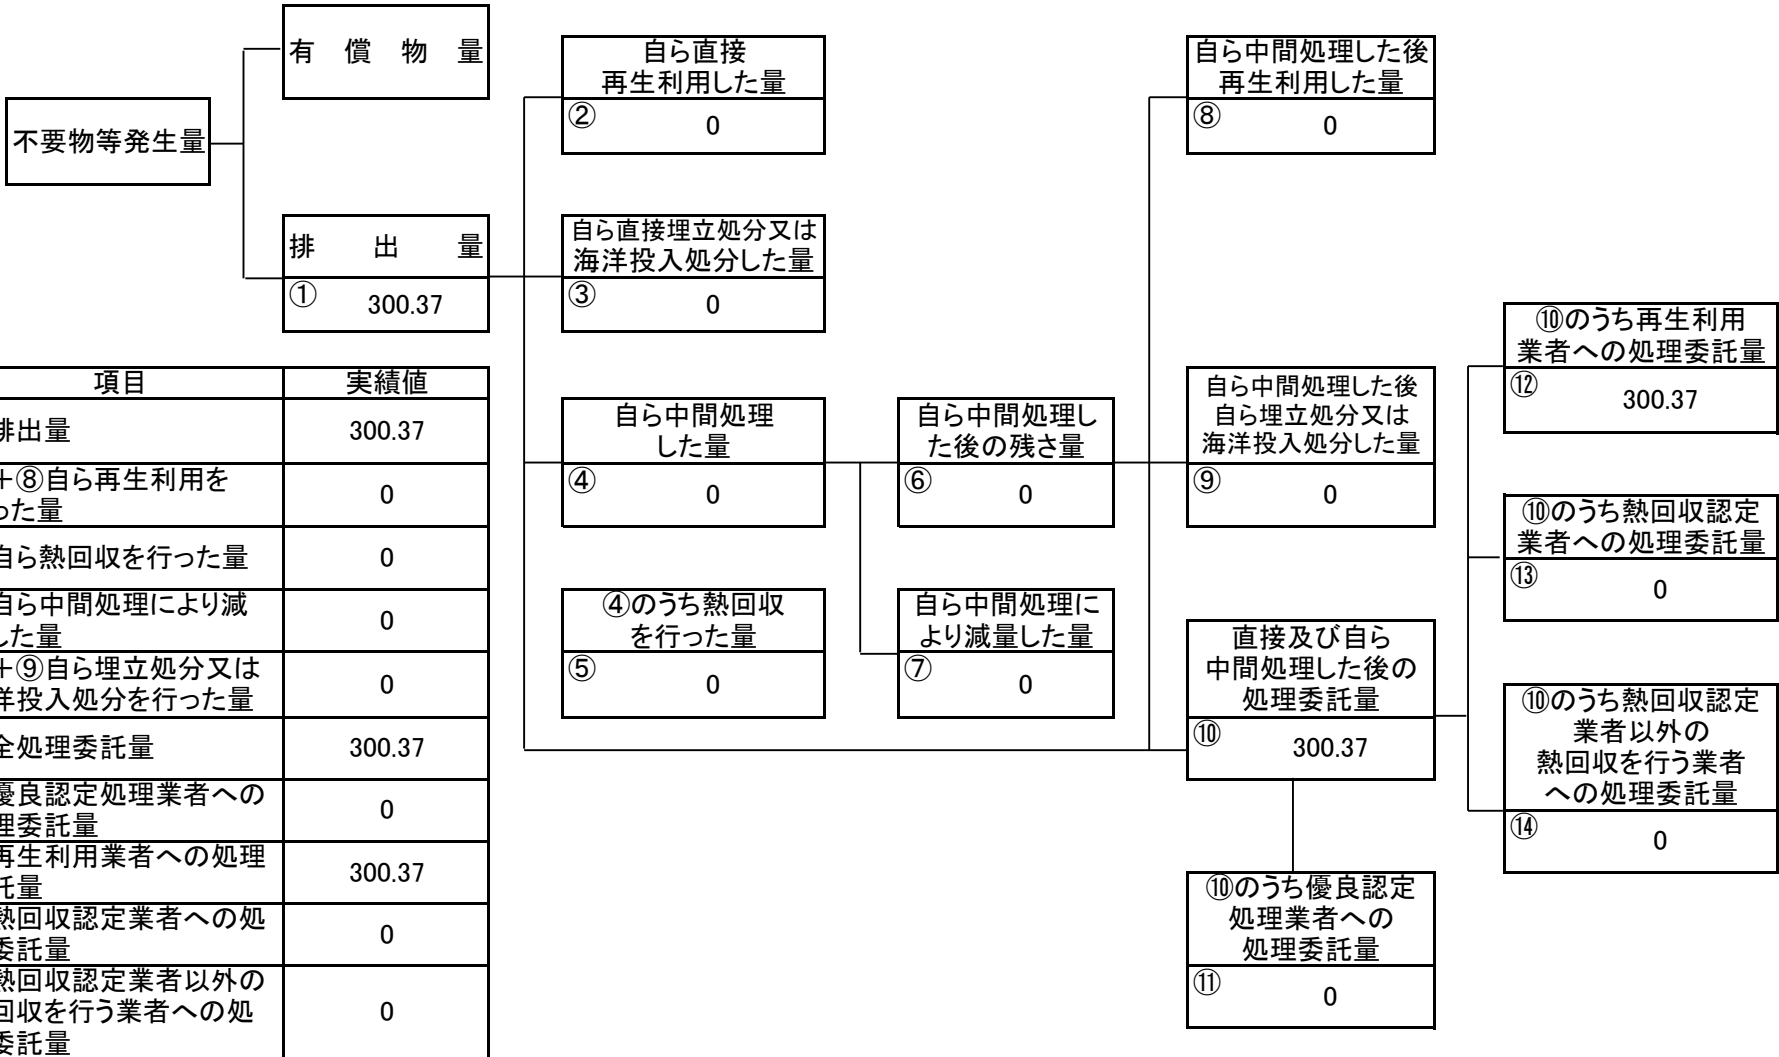 有償物量
不要物等発生量
排出量
① 300.37
自ら直接
再生利用した量
② 0
自ら直接埋立処分又は
海洋投入処分した量
③ 0
自ら中間処理
した量
④ 0
④のうち熱回収
を行った量
⑤ 0
自ら中間処理し
た後の残さ量
⑥ 0
自ら中間処理に
より減量した量
⑦ 0
自ら中間処理した後
再生利用した量
⑧ 0
自ら中間処理した後
自ら埋立処分又は
海洋投入処分した量
⑨ 0
直接及び自ら
中間処理した後の
処理委託量
⑩ 300.37
⑩のうち優良認定
処理業者への
処理委託量
⑪ 0
⑩のうち再生利用
業者への処理委託量
⑫ 300.37
⑩のうち熱回収認定
業者への処理委託量
⑬ 0
⑩のうち熱回収認定
業者以外の
熱回収を行う業者
への処理委託量
⑭ 0
項目 実績値
排出量 300.37
+⑧自ら再生利用を
った量 0
自ら熱回収を行った量 0
自ら中間処理により減
した量 0
+⑨自ら埋立処分又は
洋投入処分を行った量 0
全処理委託量 300.37
優良認定処理業者への
理委託量 0
再生利用業者への処理
託量 300.37
熱回収認定業者への処
委託量 0
熱回収認定業者以外の
回収を行う業者への処
委託量 0